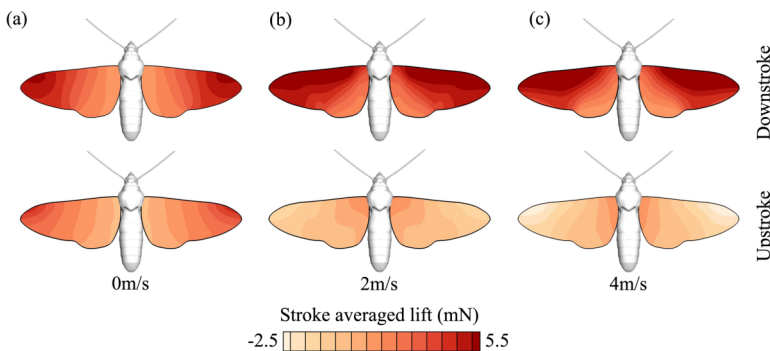 (a)
(b)
(c)
Downstroke
Upstroke
0m/s
2m/s
4m/s
Stroke averaged lift (mN)
-2.5
5.5